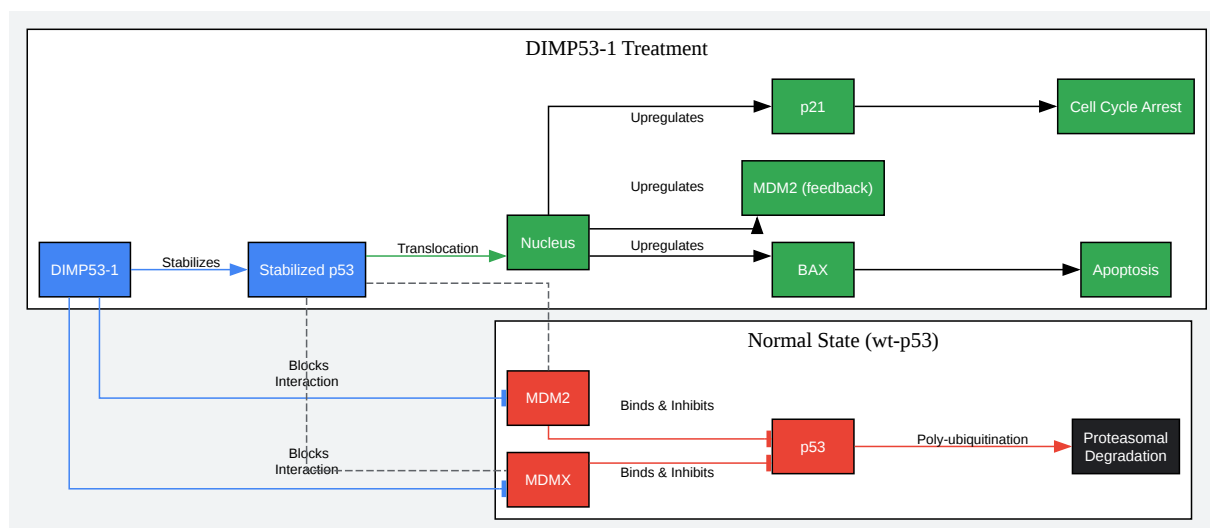 DIMP53-1 Treatment
p21
Cell Cycle Arrest
Upregulates
MDM2 (feedback)
Upregulates
Nucleus
Translocation
Upregulates
DIMP53-1
Stabilizes
Stabilized p53
BAX
Apoptosis
Normal State (wt-p53)
Blocks
Interaction
MDM2
Binds & Inhibits
p53
Poly-ubiquitination
Proteasomal
Degradation
Blocks
Interaction
MDMX
Binds & Inhibits